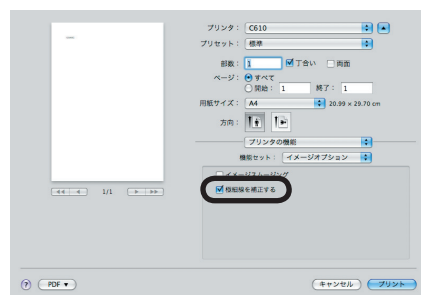 プリンタ： C610
プリセット： 標準
部数： 1 丁合い 両面
ページ： すべて
開始： 1 終了： 1
用紙サイズ： A4 20.99 x 29.70 cm
方向：
プリンタの機能
機能セット： イメージオプション
イメージスムージング
極細線を補正する
1/1
? PDF▼ キャンセル プリント